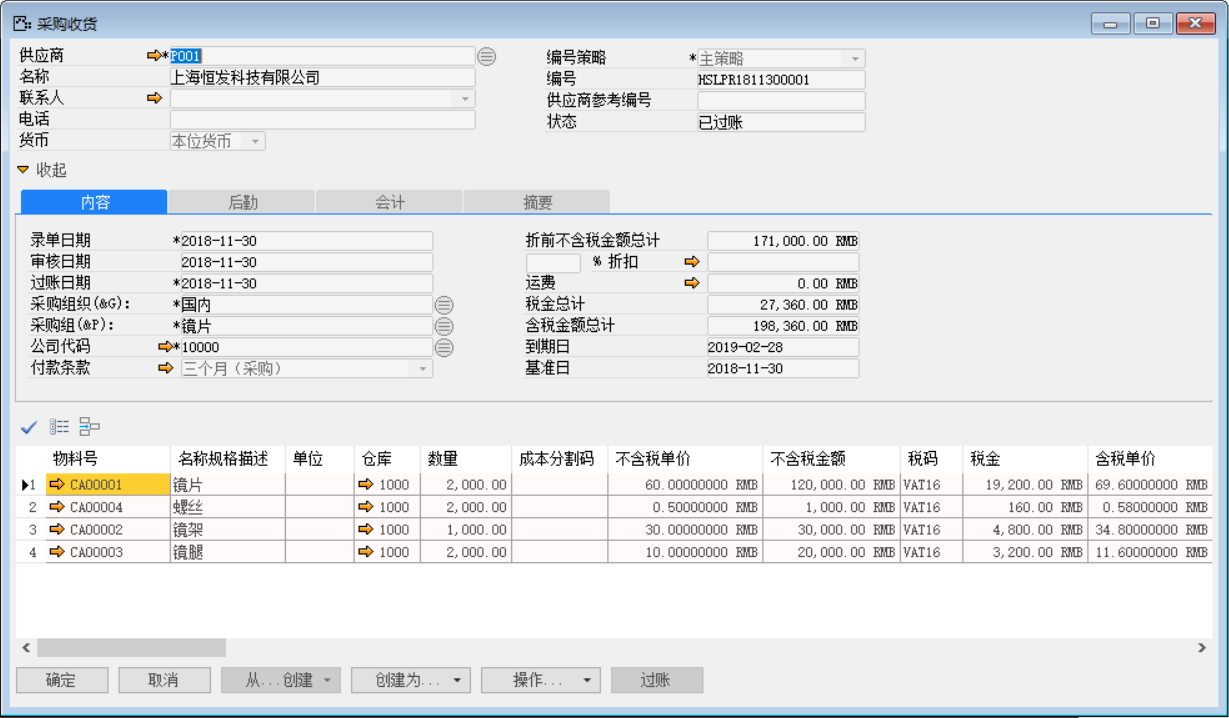 采购收货
供应商 *P001 编号策略 *主策略
名称 上海恒发科技有限公司 编号 HSLPR1811300001
联系人 供应商参考编号
电话 状态 已过账
货币 本位货币
收起
内容 后勤 会计 摘要
录单日期 *2018-11-30 折前不含税金额总计 171,000.00 RMB
审核日期 2018-11-30 % 折扣
过账日期 *2018-11-30 运费 0.00 RMB
采购组织(&G): *国内 税金总计 27,360.00 RMB
采购组(&P): *镜片 含税金额总计 198,360.00 RMB
公司代码 *10000 到期日 2019-02-28
付款条款 三个月（采购） 基准日 2018-11-30
物料号 名称规格描述 单位 仓库 数量 成本分割码 不含税单价 不含税金额 税码 税金 含税单价
1 CA00001 镜片 1000 2,000.00 60.00000000 RMB 120,000.00 RMB VAT16 19,200.00 RMB 69.60000000 RMB
2 CA00004 螺丝 1000 2,000.00 0.50000000 RMB 1,000.00 RMB VAT16 160.00 RMB 0.58000000 RMB
3 CA00002 镜架 1000 1,000.00 30.00000000 RMB 30,000.00 RMB VAT16 4,800.00 RMB 34.80000000 RMB
4 CA00003 镜腿 1000 2,000.00 10.00000000 RMB 20,000.00 RMB VAT16 3,200.00 RMB 11.60000000 RMB
确定 取消 从...创建 创建为... 操作... 过账